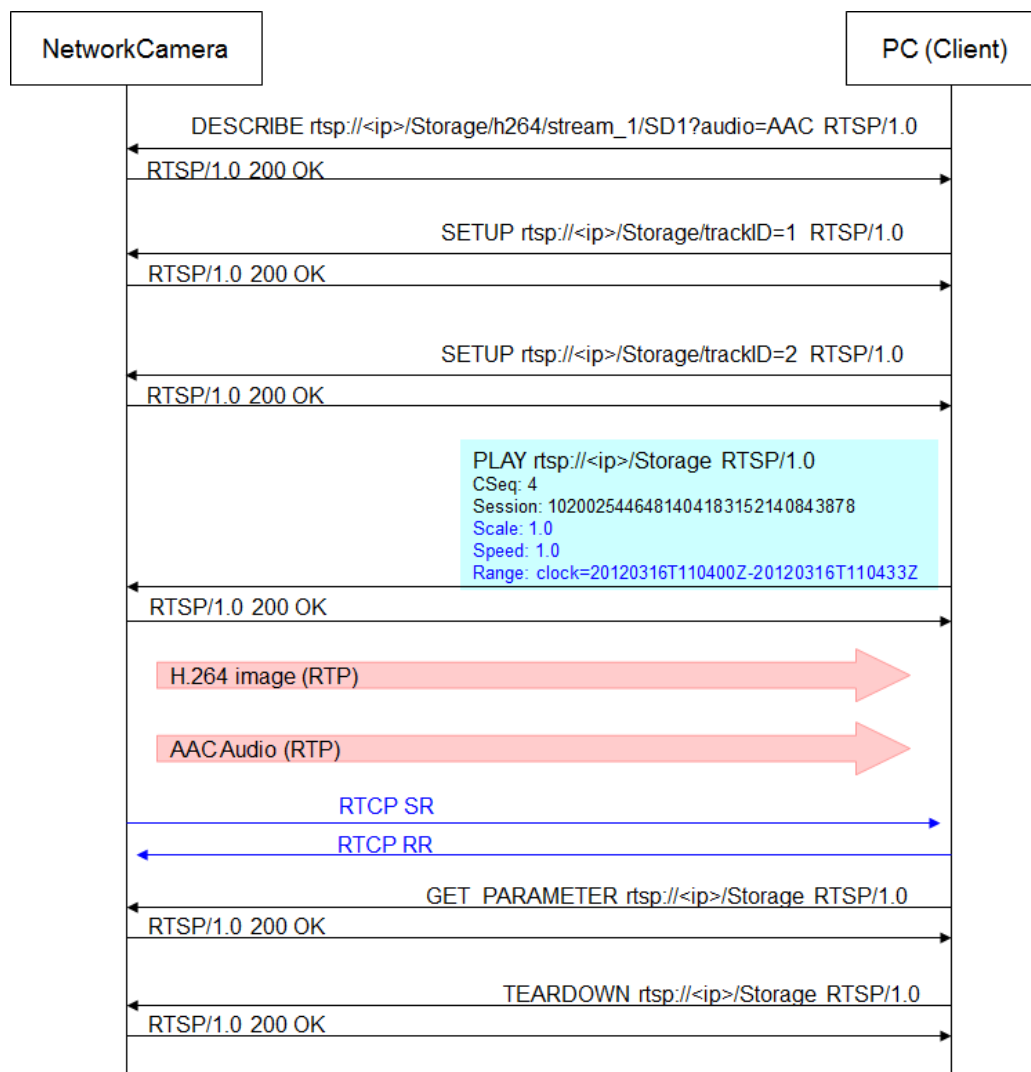 NetworkCamera
PC (Client)
DESCRIBE rtsp://<ip>/Storage/h264/stream_1/SD1?audio=AAC RTSP/1.0
RTSP/1.0 200 OK
SETUP rtsp://<ip>/Storage/trackID=1 RTSP/1.0
RTSP/1.0 200 OK
SETUP rtsp://<ip>/Storage/trackID=2 RTSP/1.0
RTSP/1.0 200 OK
PLAY rtsp://<ip>/Storage RTSP/1.0
CSeq: 4
Session: 10200254464814041831521408​43878
Scale: 1.0
Speed: 1.0
Range: clock=20120316T110400Z-20120316T110433Z
RTSP/1.0 200 OK
H.264 image (RTP)
AAC Audio (RTP)
RTCP SR
RTCP RR
GET_PARAMETER rtsp://<ip>/Storage RTSP/1.0
RTSP/1.0 200 OK
TEARDOWN rtsp://<ip>/Storage RTSP/1.0
RTSP/1.0 200 OK